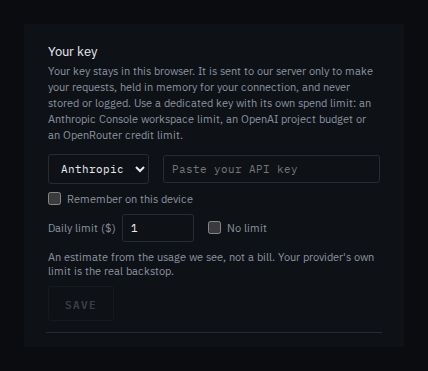 Your key
Your key stays in this browser. It is sent to our server only to make
your requests, held in memory for your connection, and never
stored or logged. Use a dedicated key with its own spend limit: an
Anthropic Console workspace limit, an OpenAI project budget or
an OpenRouter credit limit.
Anthropic Paste your API key
Remember on this device
Daily limit ($) 1 No limit
An estimate from the usage we see, not a bill. Your provider's own
limit is the real backstop.
SAVE